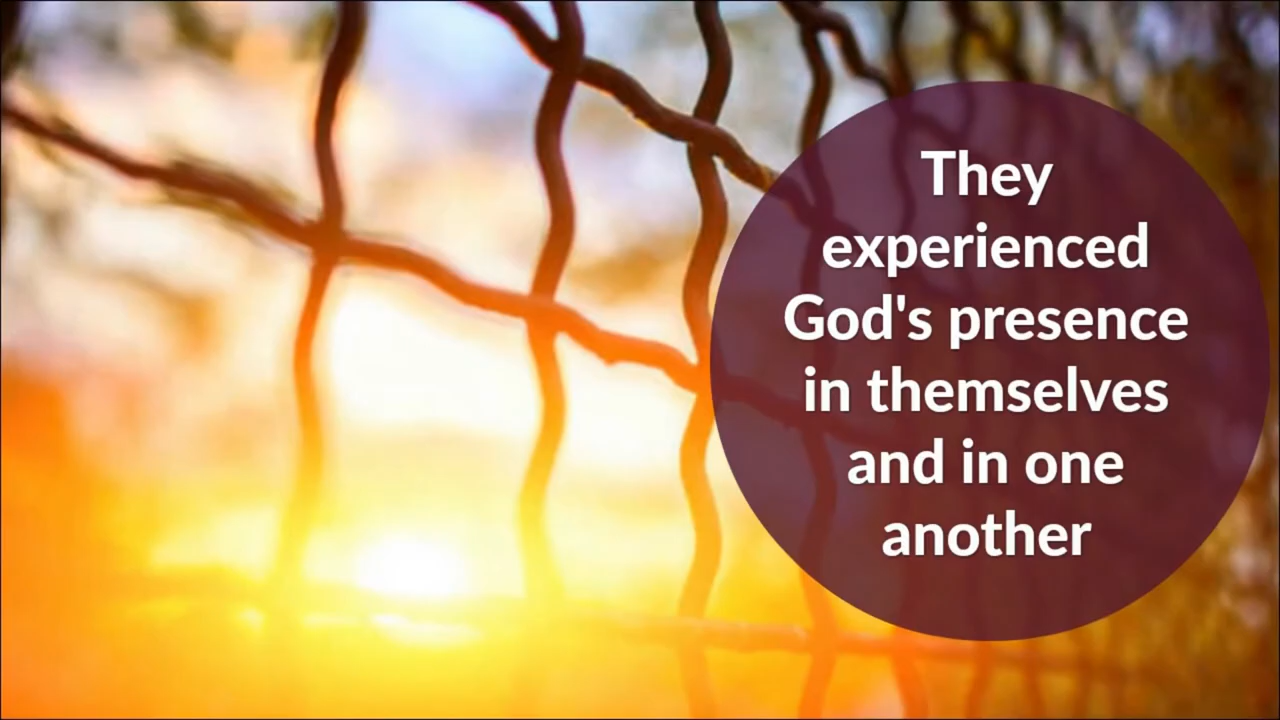 They
experienced
God's presence
in themselves
and in one
another